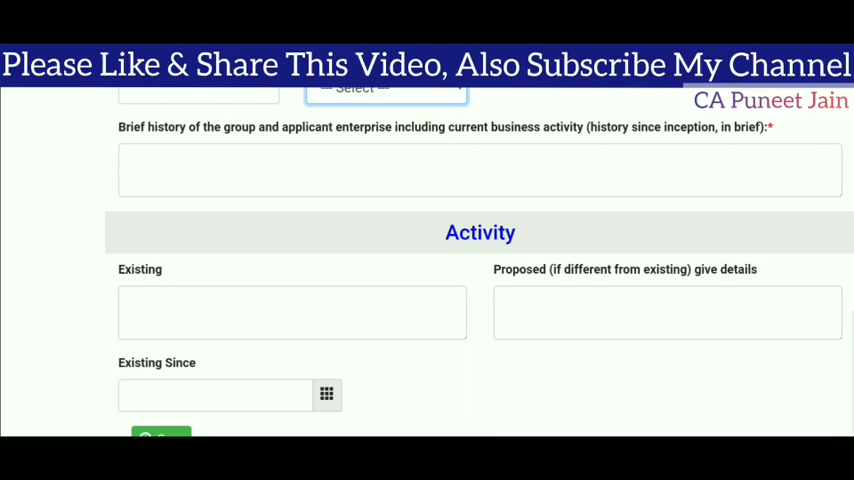 Please Like & Share This Video, Also Subscribe My Channel
--- Select ---
CA Puneet Jain
Brief history of the group and applicant enterprise including current business activity (history since inception, in brief):*
Activity
Existing
Proposed (if different from existing) give details
Existing Since